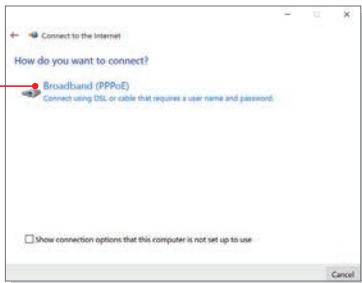 Connect to the Internet
How do you want to connect?
Broadband (PPPoE)
Connect using DSL or cable that requires a user name and password.
Show connection options that this computer is not set up to use
Cancel